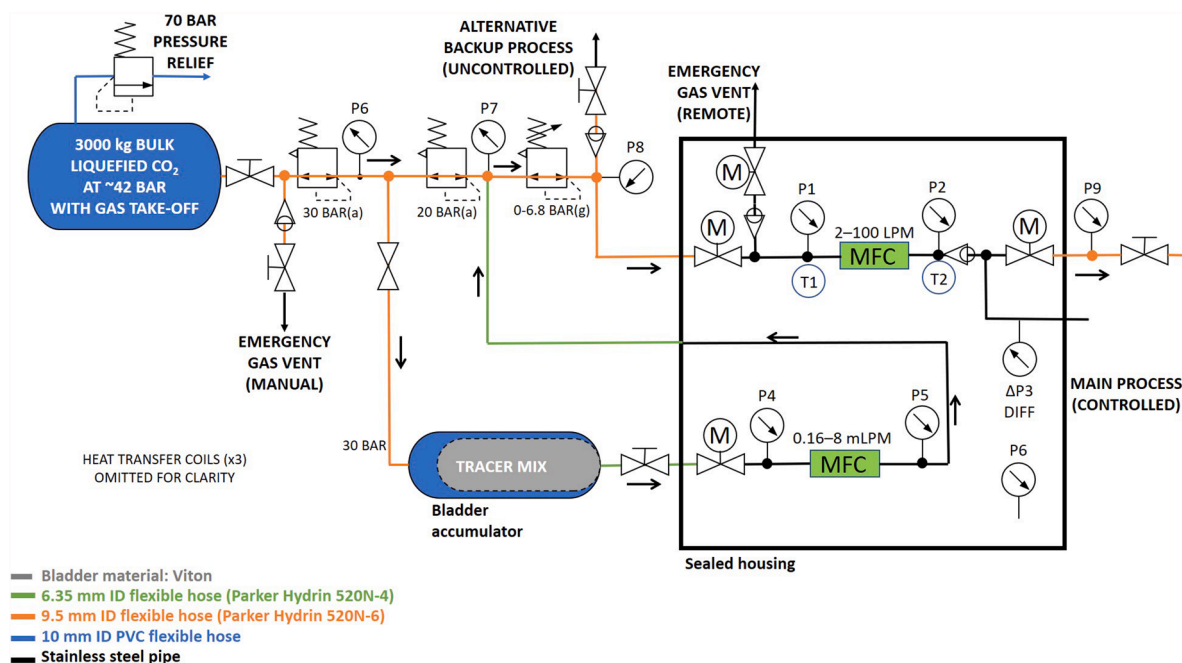 70 BAR
PRESSURE
RELIEF
3000 kg BULK
LIQUEFIED CO₂
AT ~42 BAR
WITH GAS TAKE-OFF
P6
30 BAR(a)
P7
20 BAR(a)
0-6.8 BAR(g)
ALTERNATIVE
BACKUP PROCESS
(UNCONTROLLED)
P8
EMERGENCY
GAS VENT
(MANUAL)
EMERGENCY
GAS VENT
(REMOTE)
M
M
P1
T1
2–100 LPM
MFC
P2
T2
M
P9
ΔP3
DIFF
MAIN PROCESS
(CONTROLLED)
30 BAR
TRACER MIX
Bladder
accumulator
M
P4
0.16–8 mLPM
MFC
P5
P6
Sealed housing
HEAT TRANSFER COILS (x3)
OMITTED FOR CLARITY
Bladder material: Viton
6.35 mm ID flexible hose (Parker Hydrin 520N-4)
9.5 mm ID flexible hose (Parker Hydrin 520N-6)
10 mm ID PVC flexible hose
Stainless steel pipe